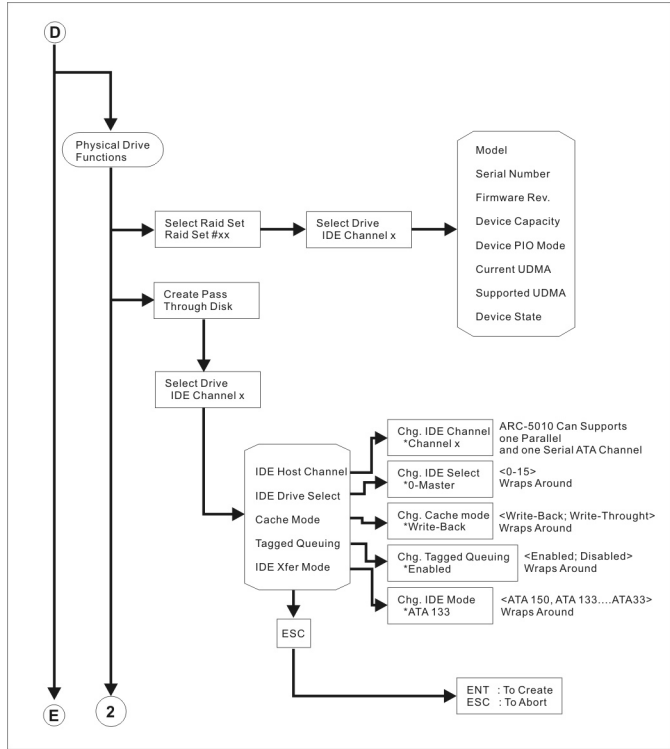 D
Physical Drive
Functions
Select Raid Set
Raid Set #xx
Select Drive
IDE Channel x
Model
Serial Number
Firmware Rev.
Device Capacity
Device PIO Mode
Current UDMA
Supported UDMA
Device State
Create Pass
Through Disk
Select Drive
IDE Channel x
IDE Host Channel
IDE Drive Select
Cache Mode
Tagged Queuing
IDE Xfer Mode
Chg. IDE Channel
*Channel x
ARC-5010 Can Supports
one Parallel
and one Serial ATA Channel
Chg. IDE Select
*0-Master
<0-15>
Wraps Around
Chg. Cache mode
*Write-Back
<Write-Back; Write-Throught>
Wraps Around
Chg. Tagged Queuing
*Enabled
<Enabled; Disabled>
Wraps Around
Chg. IDE Mode
*ATA 133
<ATA 150, ATA 133....ATA33>
Wraps Around
ESC
ENT : To Create
ESC : To Abort
E
2